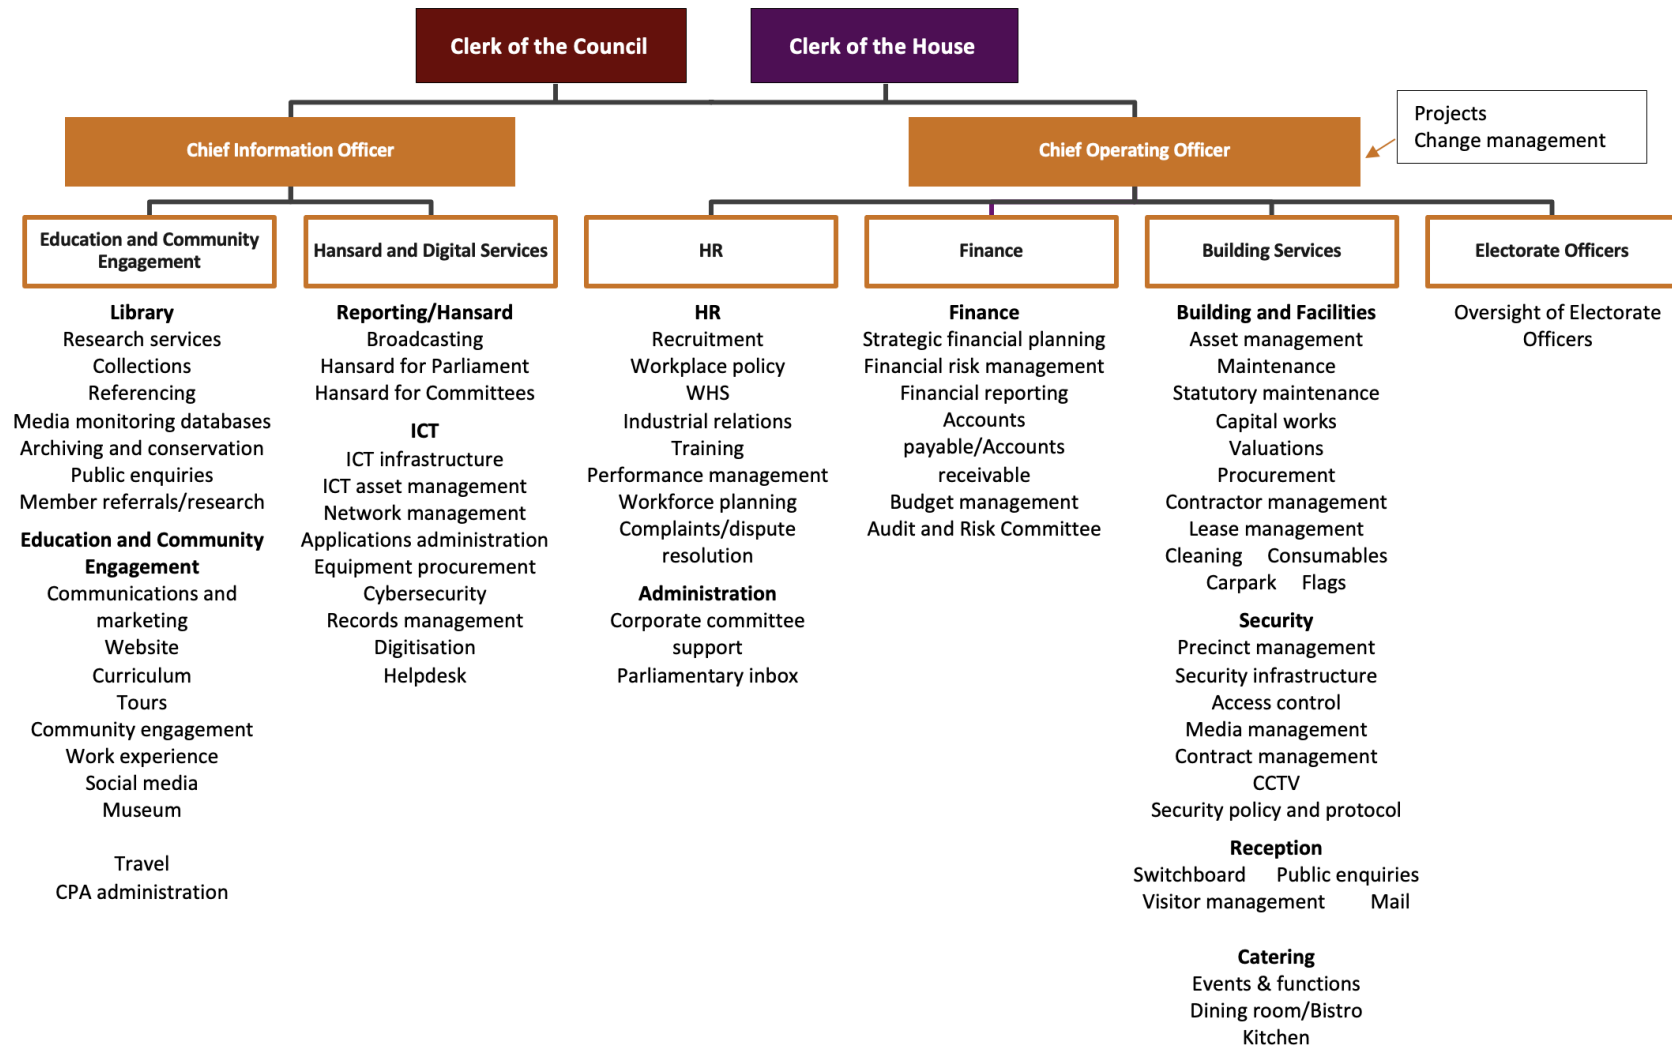 Clerk of the Council
Clerk of the House
Projects
Change management
Chief Information Officer
Chief Operating Officer
Education and Community
Engagement
Hansard and Digital Services
HR
Finance
Building Services
Electorate Officers
Library
Research services
Collections
Referencing
Media monitoring databases
Archiving and conservation
Public enquiries
Member referrals/research
Education and Community
Engagement
Communications and
marketing
Website
Curriculum
Tours
Community engagement
Work experience
Social media
Museum
Travel
CPA administration
Reporting/Hansard
Broadcasting
Hansard for Parliament
Hansard for Committees
ICT
ICT infrastructure
ICT asset management
Network management
Applications administration
Equipment procurement
Cybersecurity
Records management
Digitisation
Helpdesk
HR
Recruitment
Workplace policy
WHS
Industrial relations
Training
Performance management
Workforce planning
Complaints/dispute
resolution
Administration
Corporate committee
support
Parliamentary inbox
Finance
Strategic financial planning
Financial risk management
Financial reporting
Accounts
payable/Accounts
receivable
Budget management
Audit and Risk Committee
Building and Facilities
Asset management
Maintenance
Statutory maintenance
Capital works
Valuations
Procurement
Contractor management
Lease management
Cleaning Consumables
Carpark Flags
Security
Precinct management
Security infrastructure
Access control
Media management
Contract management
CCTV
Security policy and protocol
Reception
Switchboard Public enquiries
Visitor management Mail
Catering
Events & functions
Dining room/Bistro
Kitchen
Oversight of Electorate
Officers